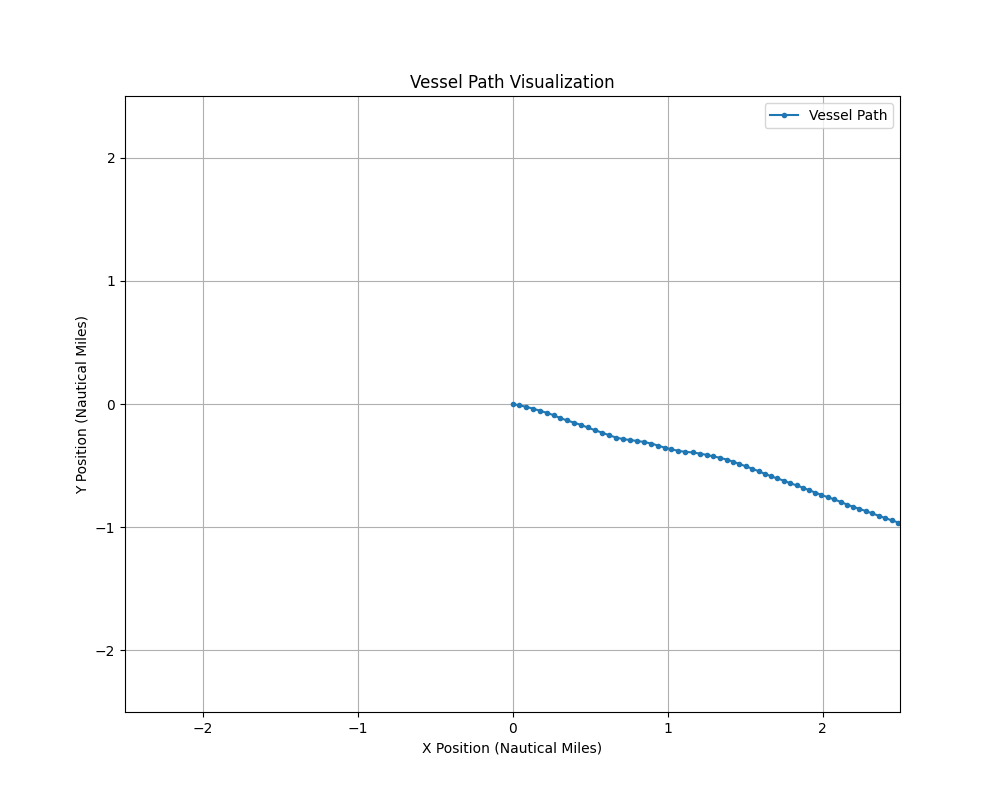 Vessel Path Visualization
Vessel Path
2
1
0
−1
−2
Y Position (Nautical Miles)
−2
−1
0
1
2
X Position (Nautical Miles)